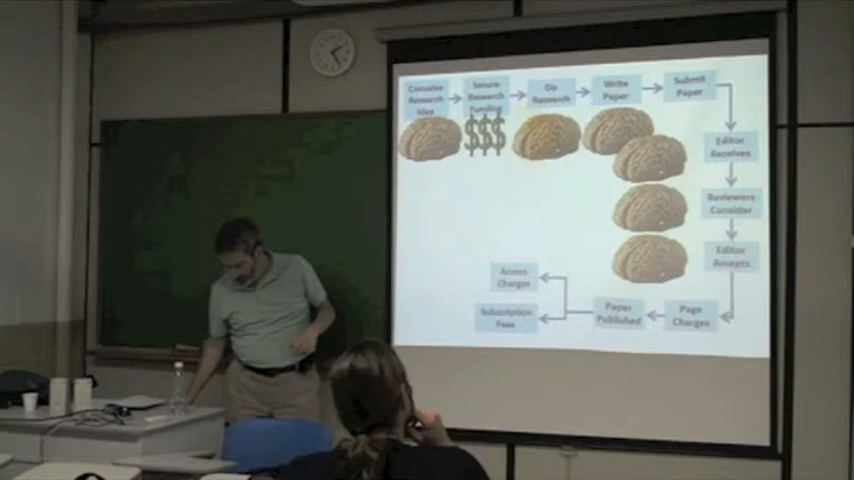 Conceive
Research
Idea
Secure
Research
Funding
Do
Research
Write
Paper
Submit
Paper
$$$
Editor
Receives
Reviewers
Consider
Editor
Accepts
Page
Charges
Paper
Published
Access
Charges
Subscription
Fees